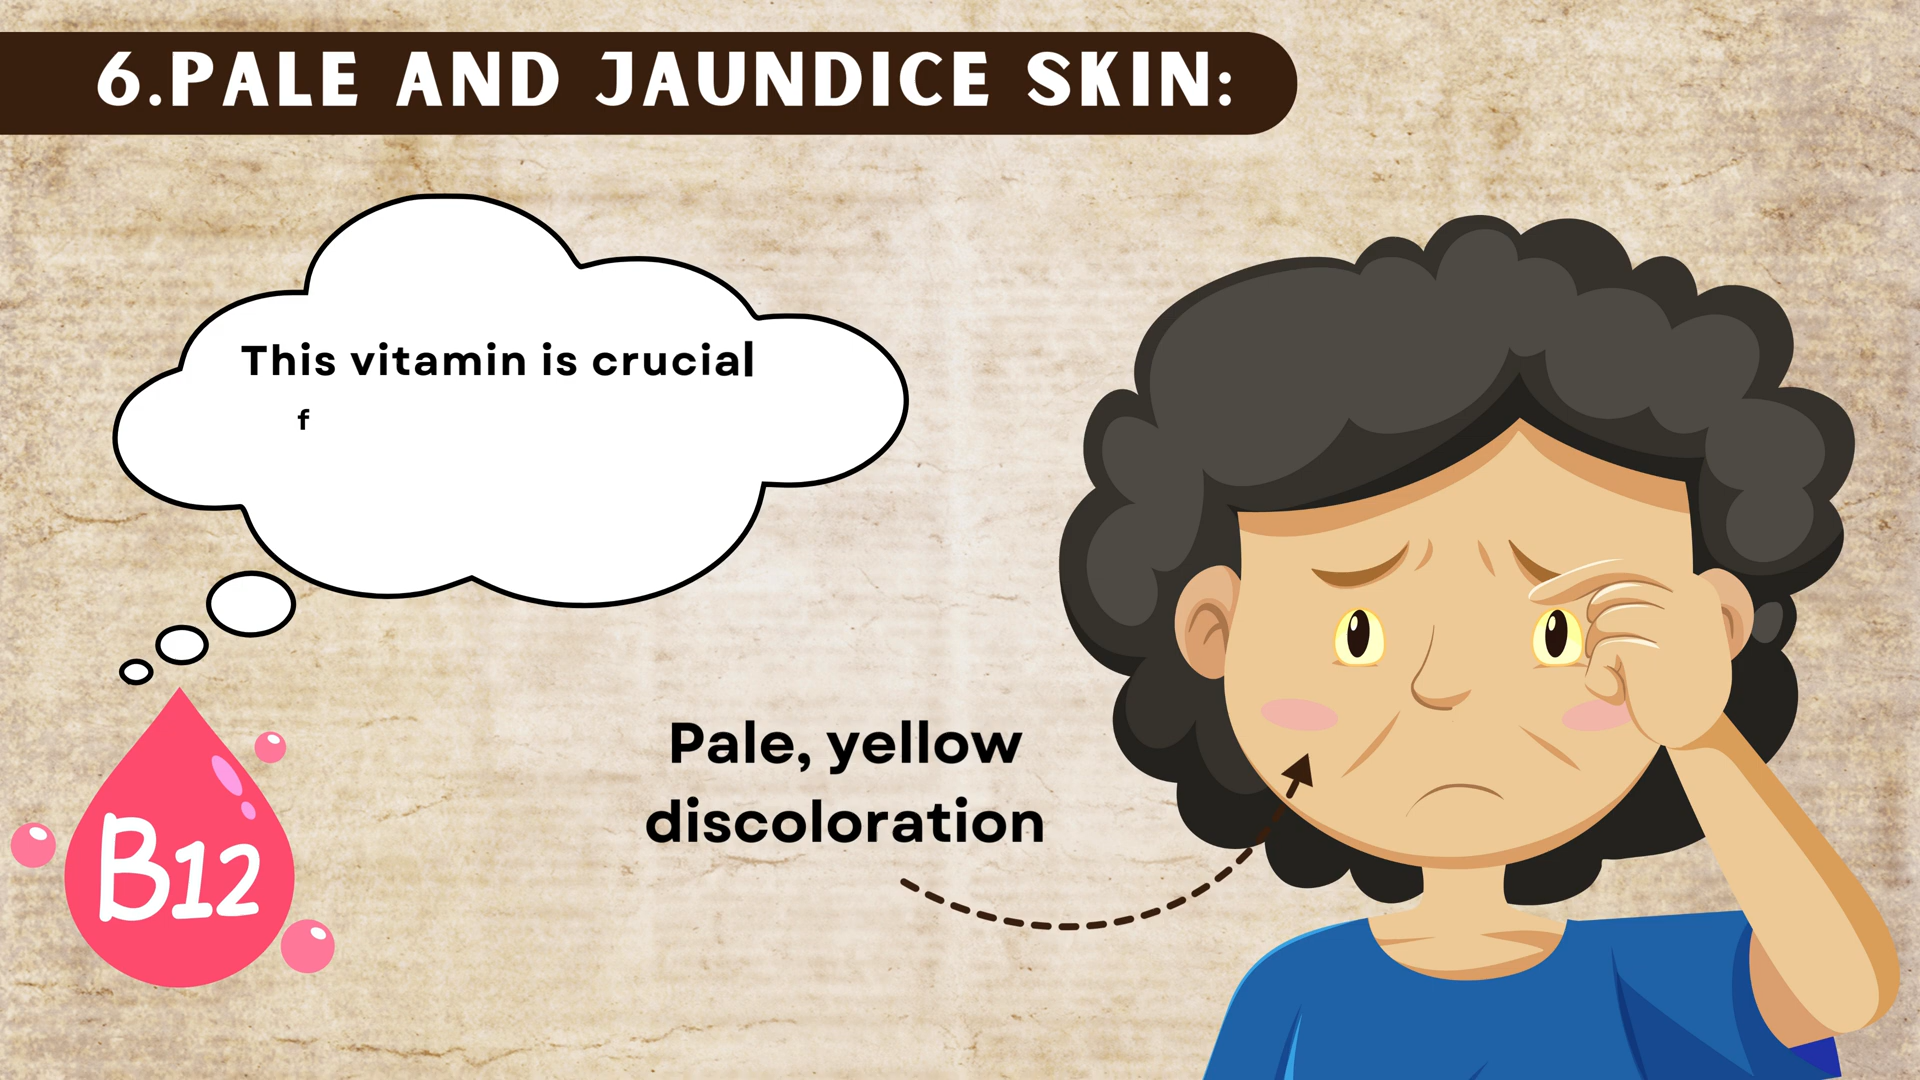 6.PALE AND JAUNDICE SKIN:
This vitamin is crucial
f
Pale, yellow
discoloration
B12